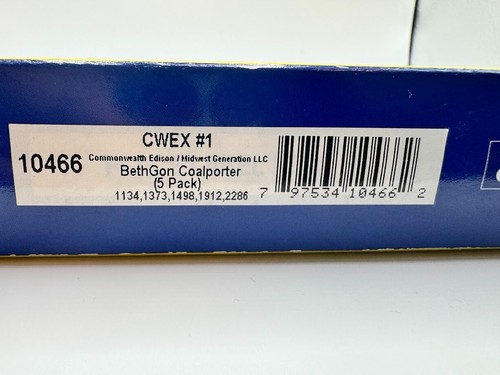 CWEX #1
10466 Commonwealth Edison / Midwest Generation LLC
BethGon Coalporter
(5 Pack)
1134,1373,1498,1912,2286
7 97534 10466 2